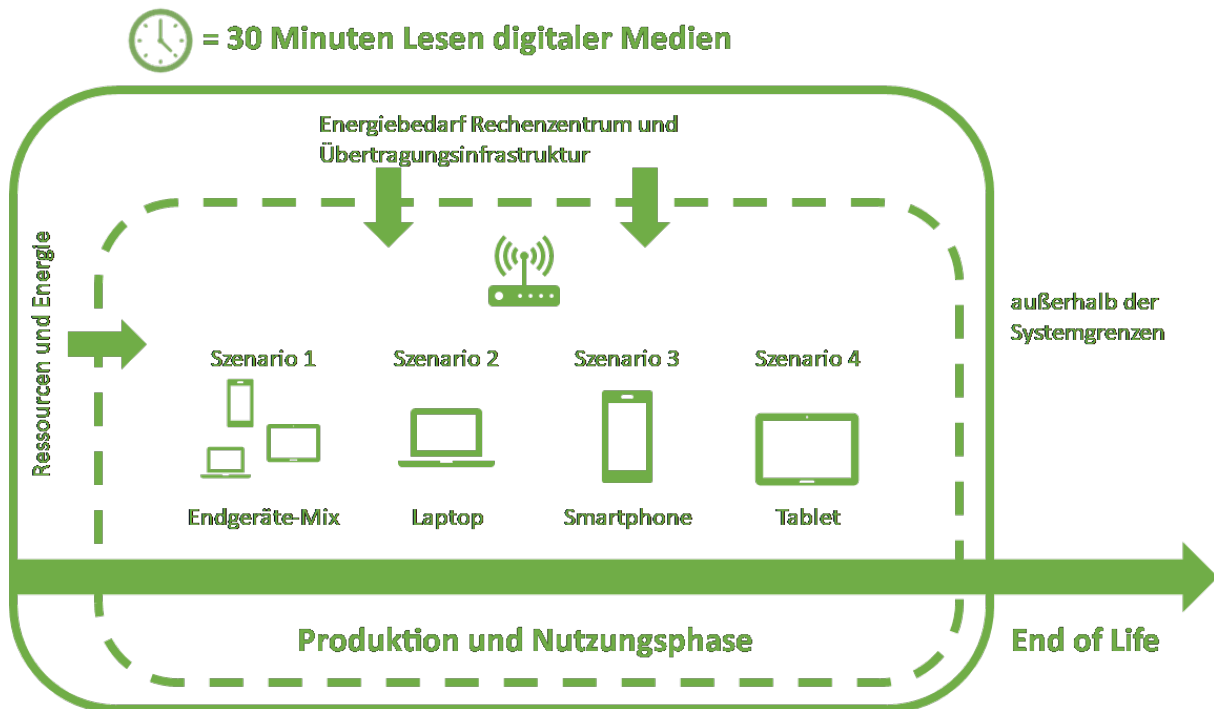 = 30 Minuten Lesen digitaler Medien
Energiebedarf Rechenzentrum und
Übertragungsinfrastruktur
Ressourcen und Energie
außerhalb der
Systemgrenzen
Szenario 1
Szenario 2
Szenario 3
Szenario 4
Endgeräte-Mix
Laptop
Smartphone
Tablet
Produktion und Nutzungsphase
End of Life